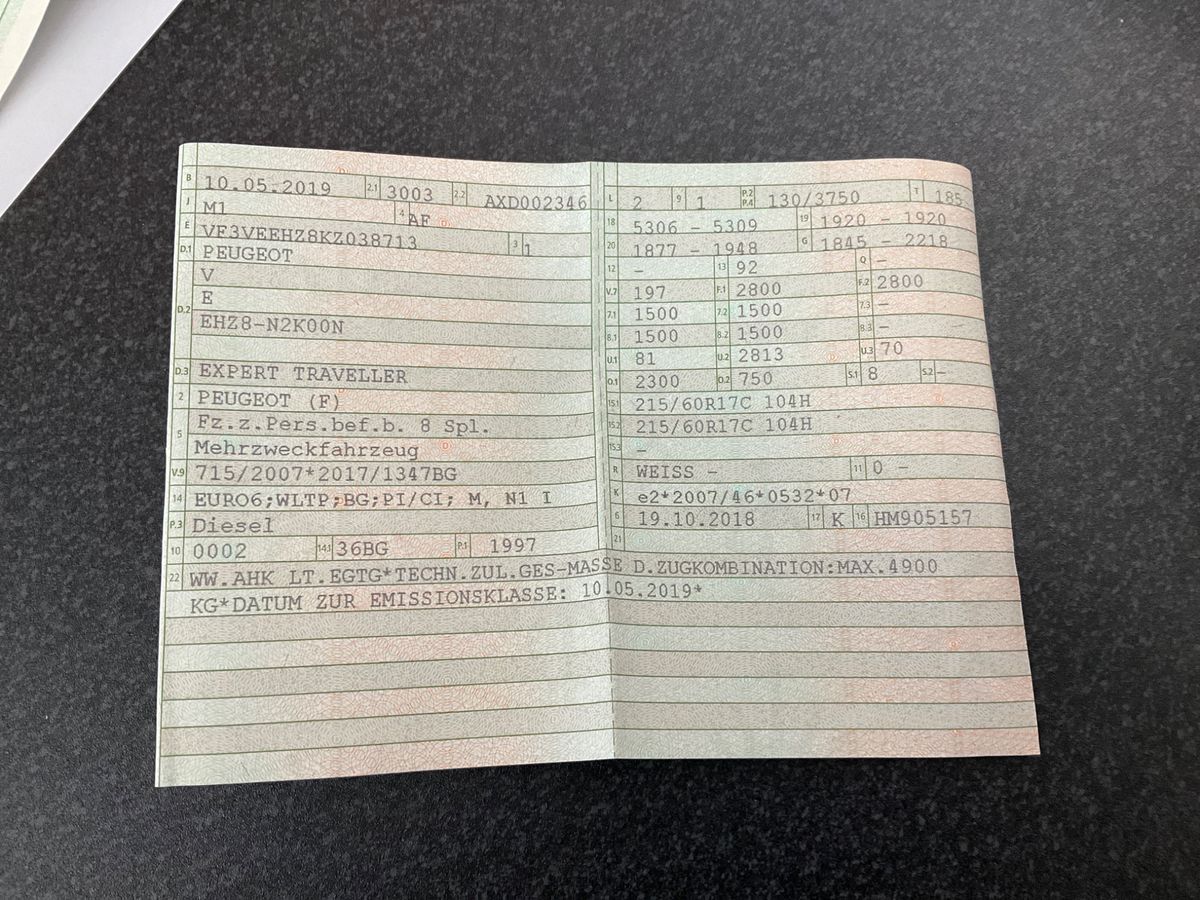 B 10.05.2019 2.1 3003 2.2 AXD002346
J M1 4 AF
E VF3VEEHZ8KZ038713 3 1
D.1 PEUGEOT
V
D.2 E
EHZ8-N2K00N
D.3 EXPERT TRAVELLER
2 PEUGEOT (F)
5 Fz.z.Pers.bef.b. 8 Spl.
Mehrzweckfahrzeug
V.9 715/2007*2017/1347BG
14 EURO6;WLTP;BG;PI/CI; M, N1 I
P.3 Diesel
10 0002 14.1 36BG P.1 1997
L 2 9 1 P.2 P.4 130/3750 T 185
18 5306 - 5309 19 1920 - 1920
20 1877 - 1948 G 1845 - 2218
12 - 13 92 Q -
V.7 197 F.1 2800 F.2 2800
7.1 1500 7.2 1500 7.3 -
8.1 1500 8.2 1500 8.3 -
U.1 81 U.2 2813 U.3 70
O.1 2300 O.2 750 S.1 8 S.2 -
15.1 215/60R17C 104H
15.2 215/60R17C 104H
15.3 -
R WEISS - 11 0 -
K e2*2007/46*0532*07
6 19.10.2018 17 K 16 HM905157
21
22 WW.AHK LT.EGTG*TECHN.ZUL.GES-MASSE D.ZUGKOMBINATION:MAX.4900
KG*DATUM ZUR EMISSIONSKLASSE: 10.05.2019*